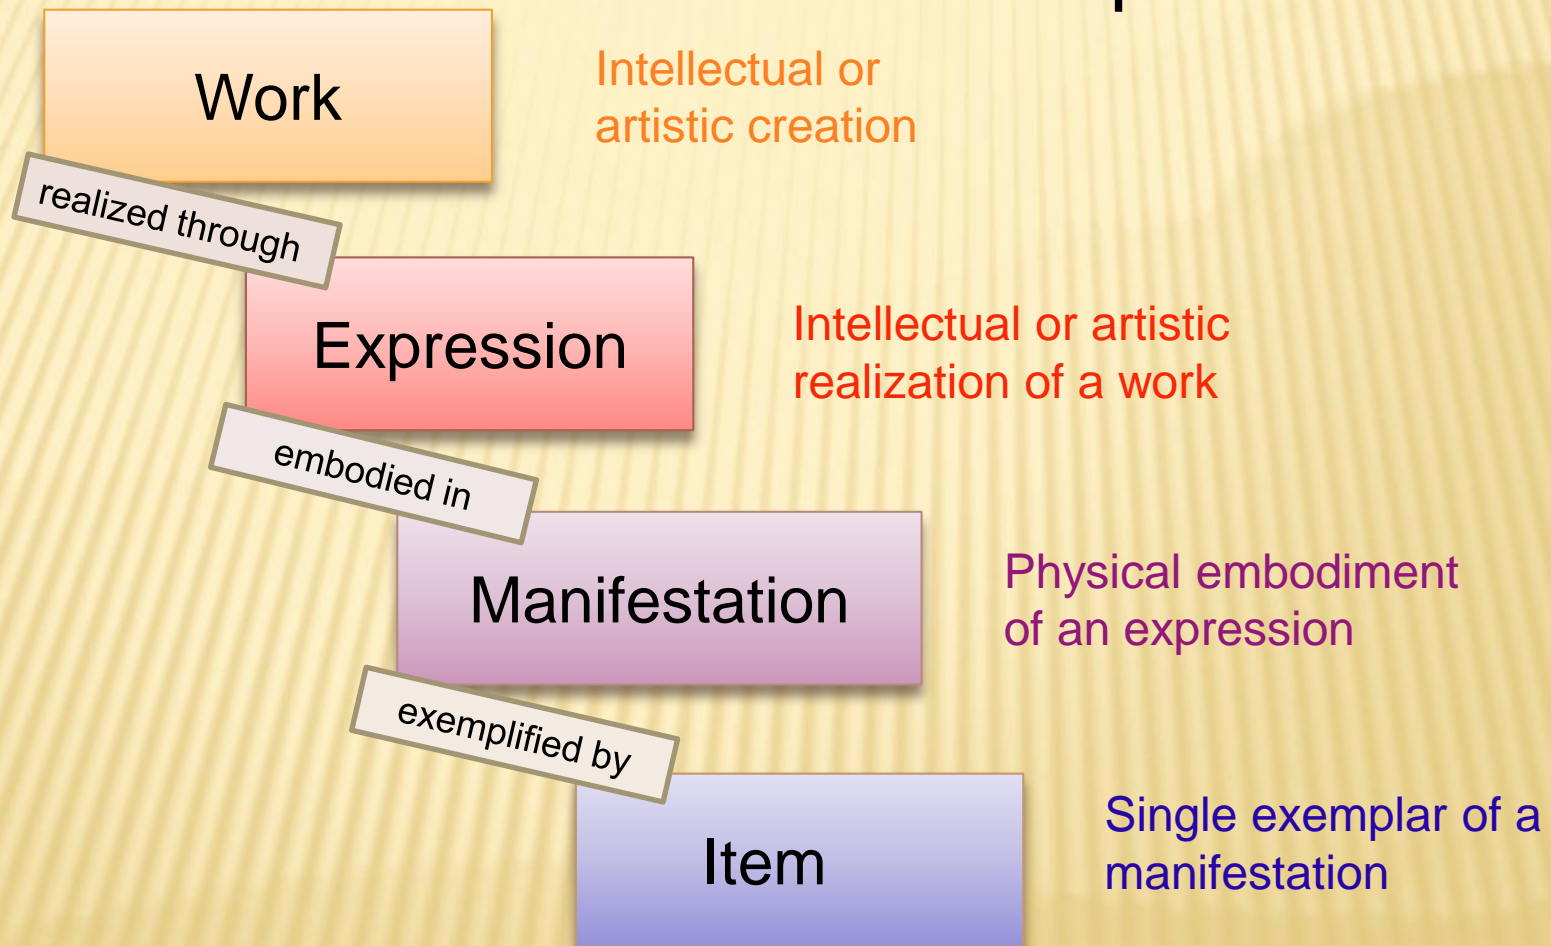 Work
Intellectual or
artistic creation
realized through
Expression
Intellectual or artistic
realization of a work
embodied in
Manifestation
Physical embodiment
of an expression
exemplified by
Item
Single exemplar of a
manifestation